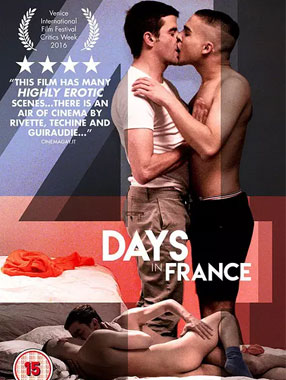 Venice
International
Film Festival
Critics Week
2016
"THIS FILM HAS MANY
HIGHLY EROTIC
SCENES...THERE IS AN
AIR OF CINEMA BY
RIVETTE, TECHINE AND
GUIRAUDIE..."
CINEMAGAY.IT
4
DAYS
IN FRANCE
15